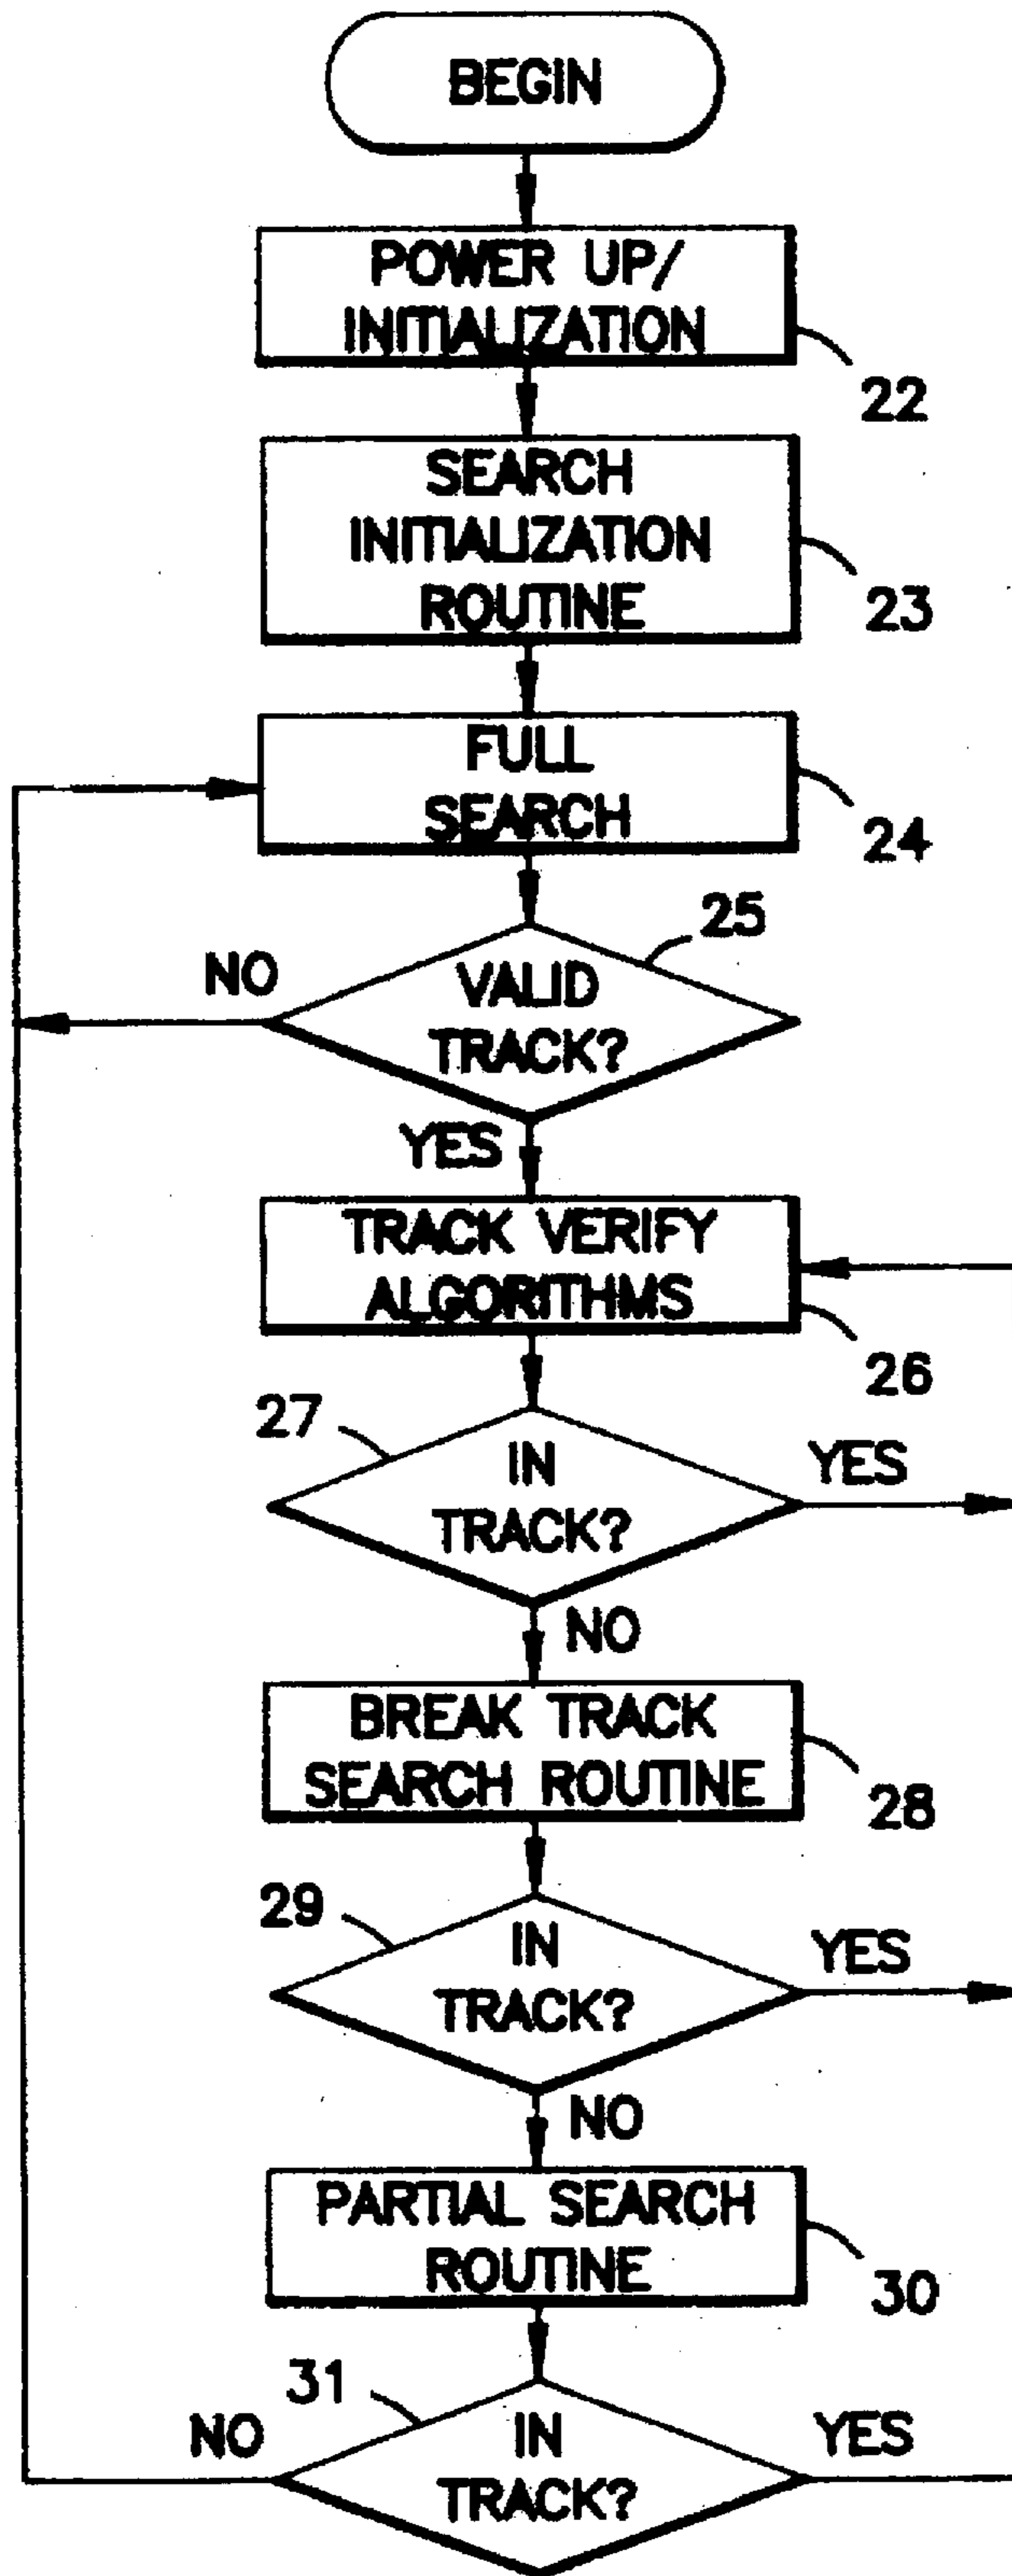 BEGIN
POWER UP/
INITIALIZATION
22
SEARCH
INITIALIZATION
ROUTINE
23
FULL
SEARCH
24
25
NO
VALID
TRACK?
YES
TRACK VERIFY
ALGORITHMS
26
27
IN
TRACK?
YES
NO
BREAK TRACK
SEARCH ROUTINE
28
29
IN
TRACK?
YES
NO
PARTIAL SEARCH
ROUTINE
30
31
NO
IN
TRACK?
YES